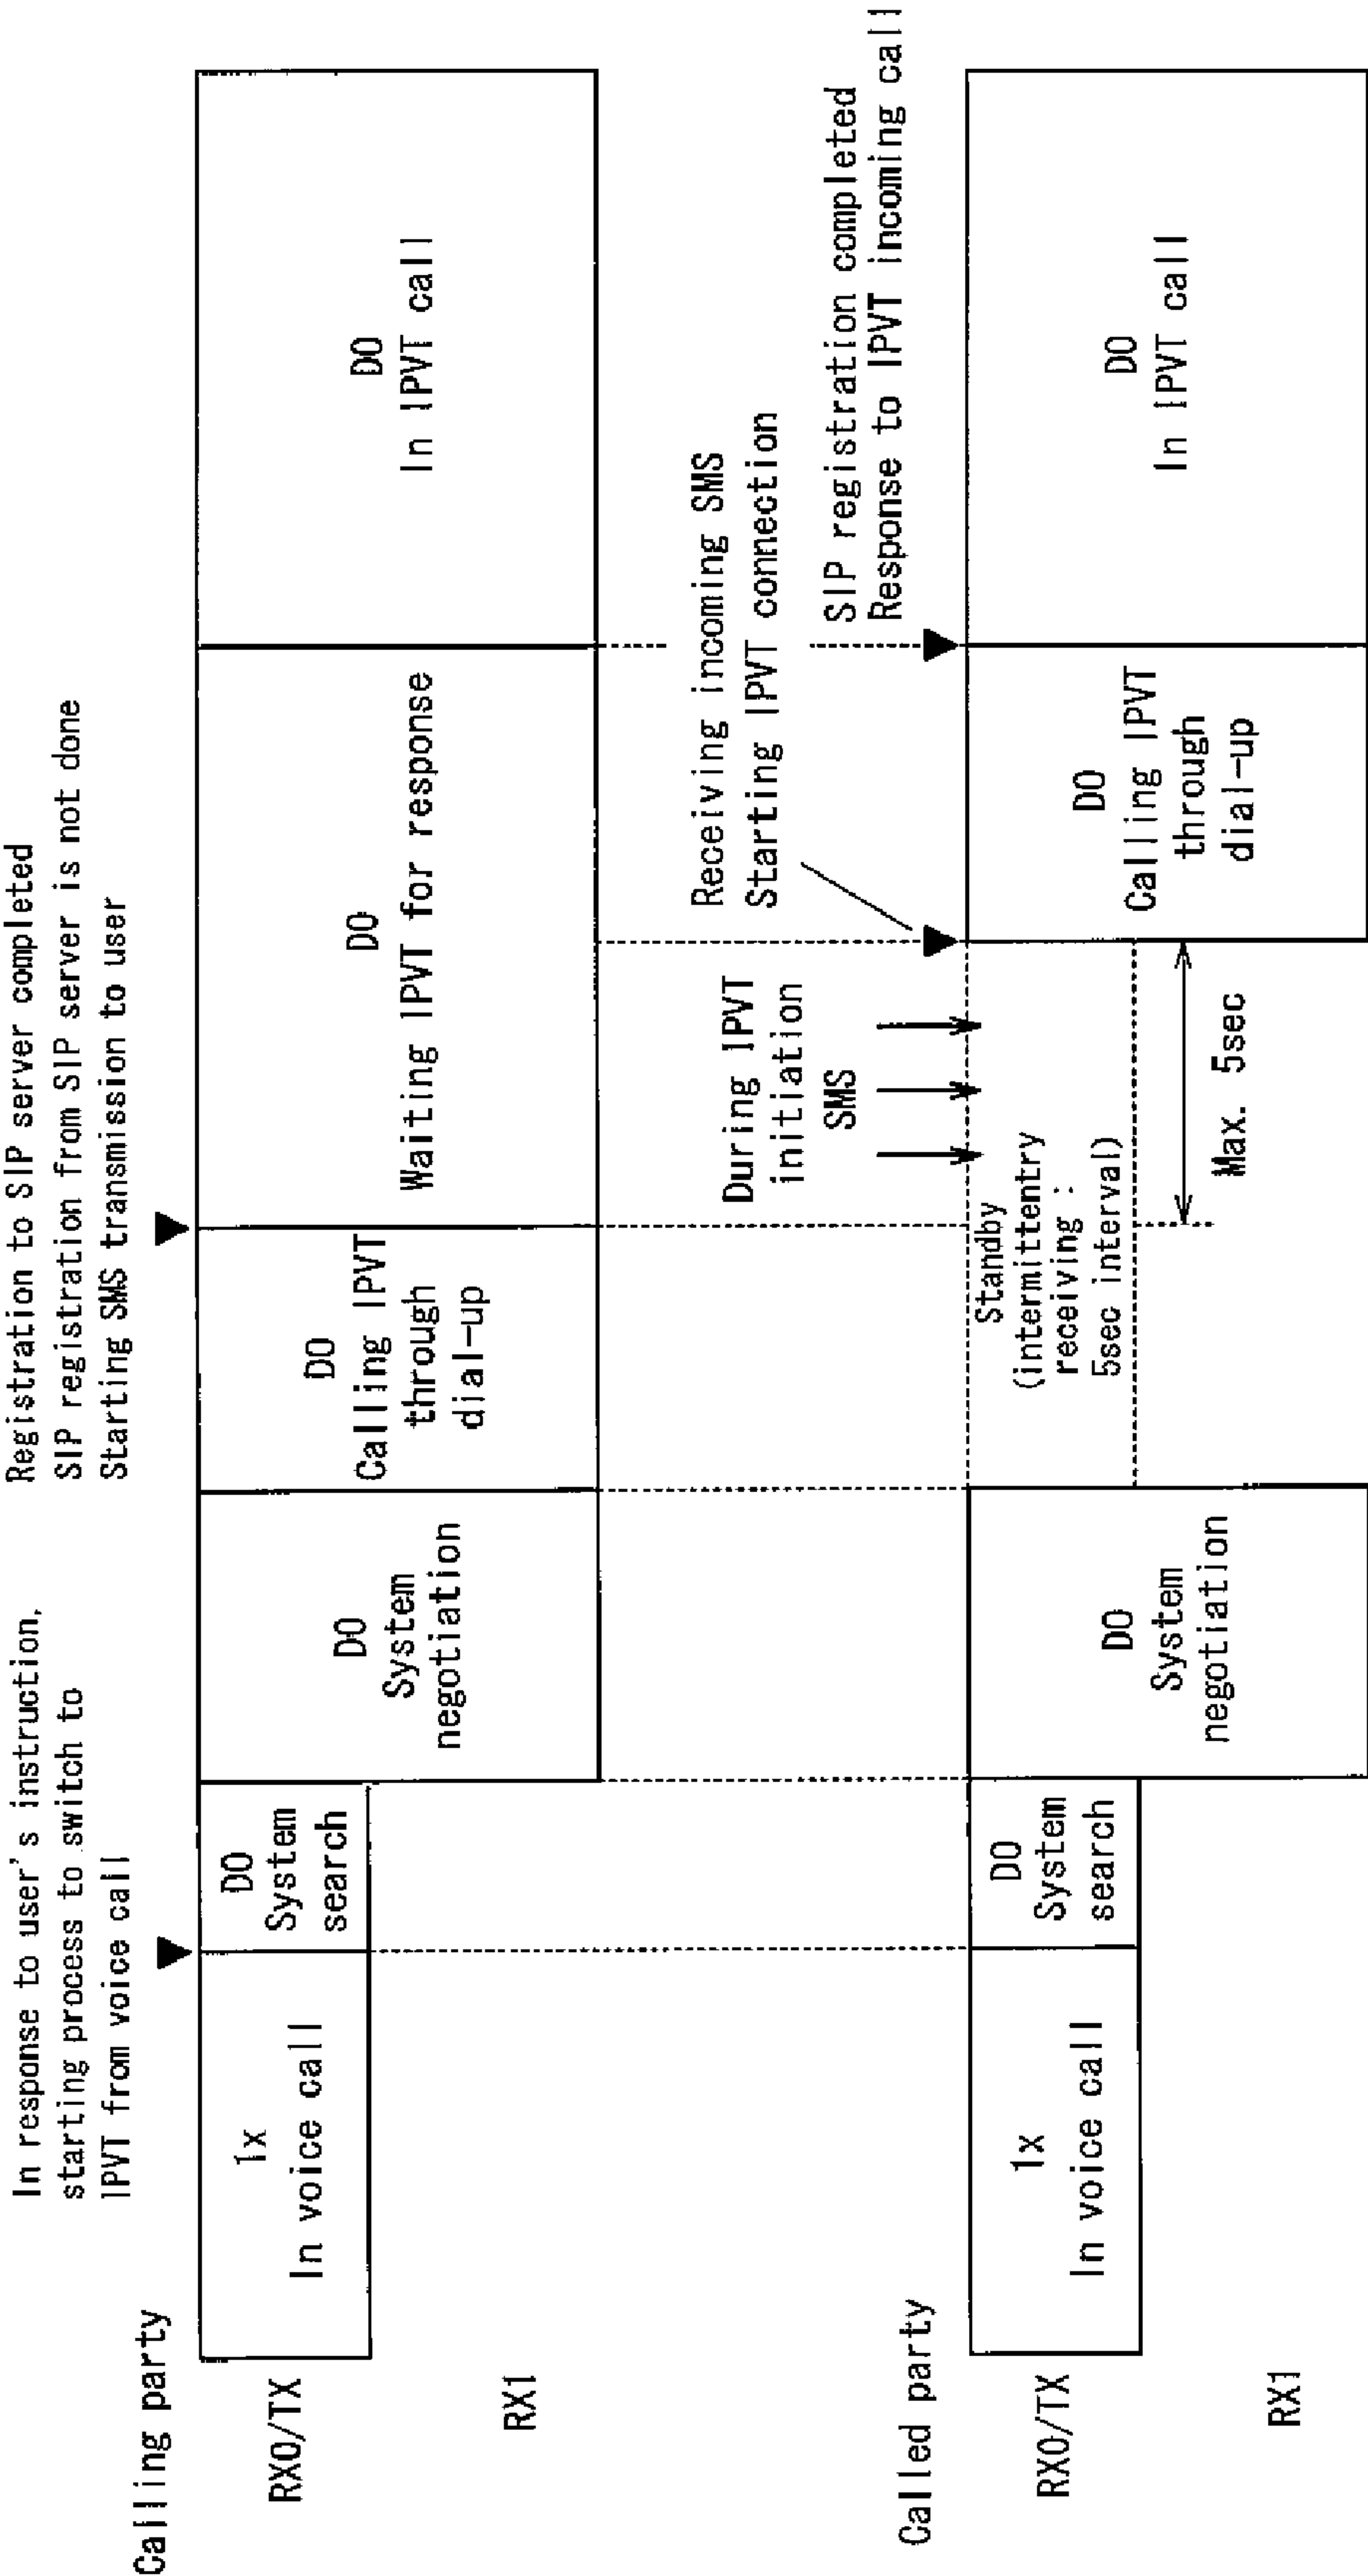 In response to user's instruction,
starting process to switch to
IPVT from voice call
Registration to SIP server completed
SIP registration from SIP server is not done
Starting SMS transmission to user
Calling party
RX0/TX
RX1
1x
In voice call
DO
System
search
DO
System
negotiation
DO
Calling IPVT
through
dial-up
DO
Waiting IPVT for response
DO
In IPVT call
During IPVT
initiation
SMS
Receiving incoming SMS
Starting IPVT connection
SIP registration completed
Response to IPVT incoming call
Called party
RX0/TX
RX1
1x
In voice call
DO
System
search
DO
System
negotiation
Standby
(intermittentry
receiving :
5sec interval)
Max. 5sec
DO
Calling IPVT
through
dial-up
DO
In IPVT call